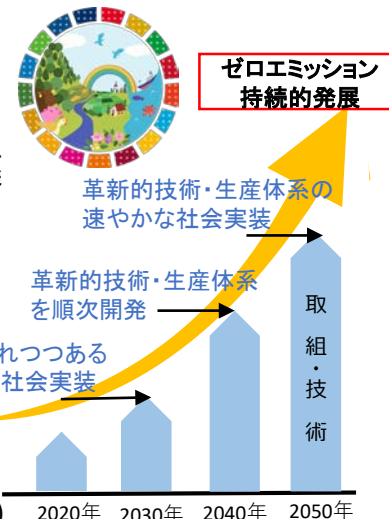 ゼロエミッション
持続的発展
革新的技術・生産体系の
速やかな社会実装
革新的技術・生産体系
を順次開発
れつつある
社会実装
取組・技術
2020年
2030年
2040年
2050年